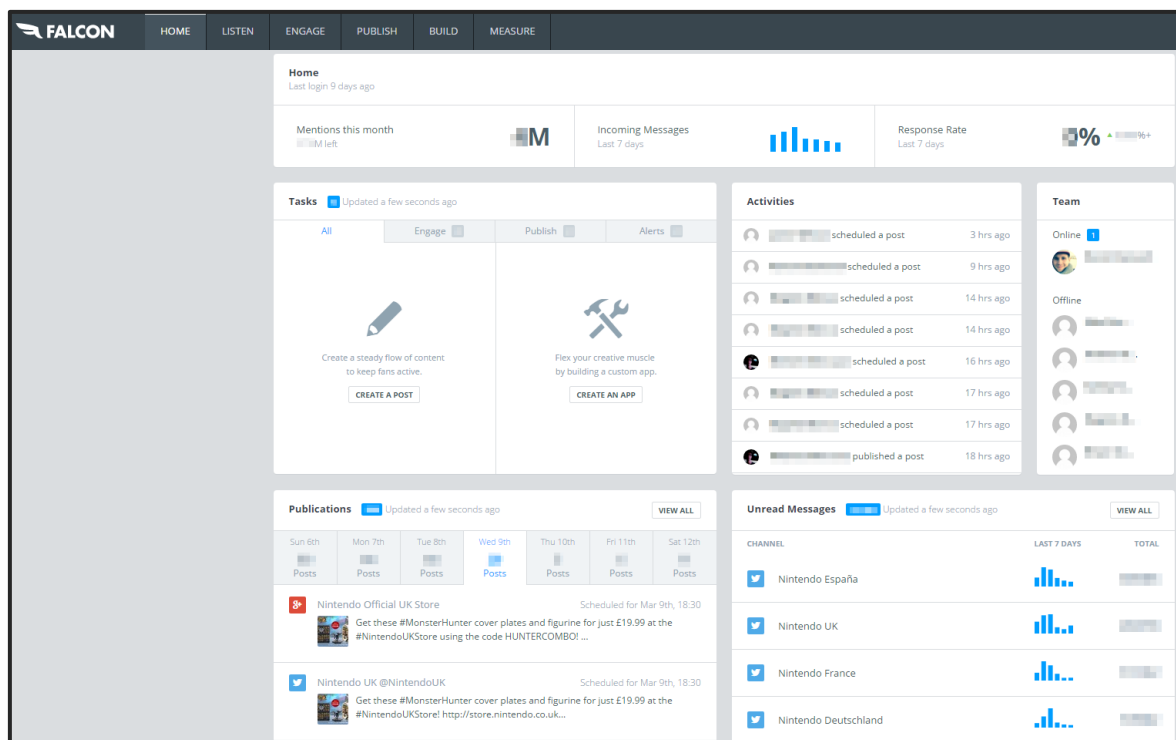 FALCON
HOME
LISTEN
ENGAGE
PUBLISH
BUILD
MEASURE
Home
Last login 9 days ago
Mentions this month
M left
M
Incoming Messages
Last 7 days
Response Rate
Last 7 days
%
%+
Tasks
Updated a few seconds ago
All
Engage
Publish
Alerts
Create a steady flow of content
to keep fans active.
CREATE A POST
Flex your creative muscle
by building a custom app.
CREATE AN APP
Activities
scheduled a post 3 hrs ago
scheduled a post 9 hrs ago
scheduled a post 14 hrs ago
scheduled a post 14 hrs ago
scheduled a post 16 hrs ago
scheduled a post 17 hrs ago
scheduled a post 17 hrs ago
published a post 18 hrs ago
Team
Online 1
Offline
Publications
Updated a few seconds ago
VIEW ALL
Sun 6th
Posts
Mon 7th
Posts
Tue 8th
Posts
Wed 9th
Posts
Thu 10th
Posts
Fri 11th
Posts
Sat 12th
Posts
Nintendo Official UK Store Scheduled for Mar 9th, 18:30
Get these #MonsterHunter cover plates and figurine for just £19.99 at the
#NintendoUKStore using the code HUNTERCOMBO! ...
Nintendo UK @NintendoUK Scheduled for Mar 9th, 18:30
Get these #MonsterHunter cover plates and figurine for just £19.99 at the
#NintendoUKStore! http://store.nintendo.co.uk...
Unread Messages
Updated a few seconds ago
VIEW ALL
CHANNEL LAST 7 DAYS TOTAL
Nintendo España
Nintendo UK
Nintendo France
Nintendo Deutschland